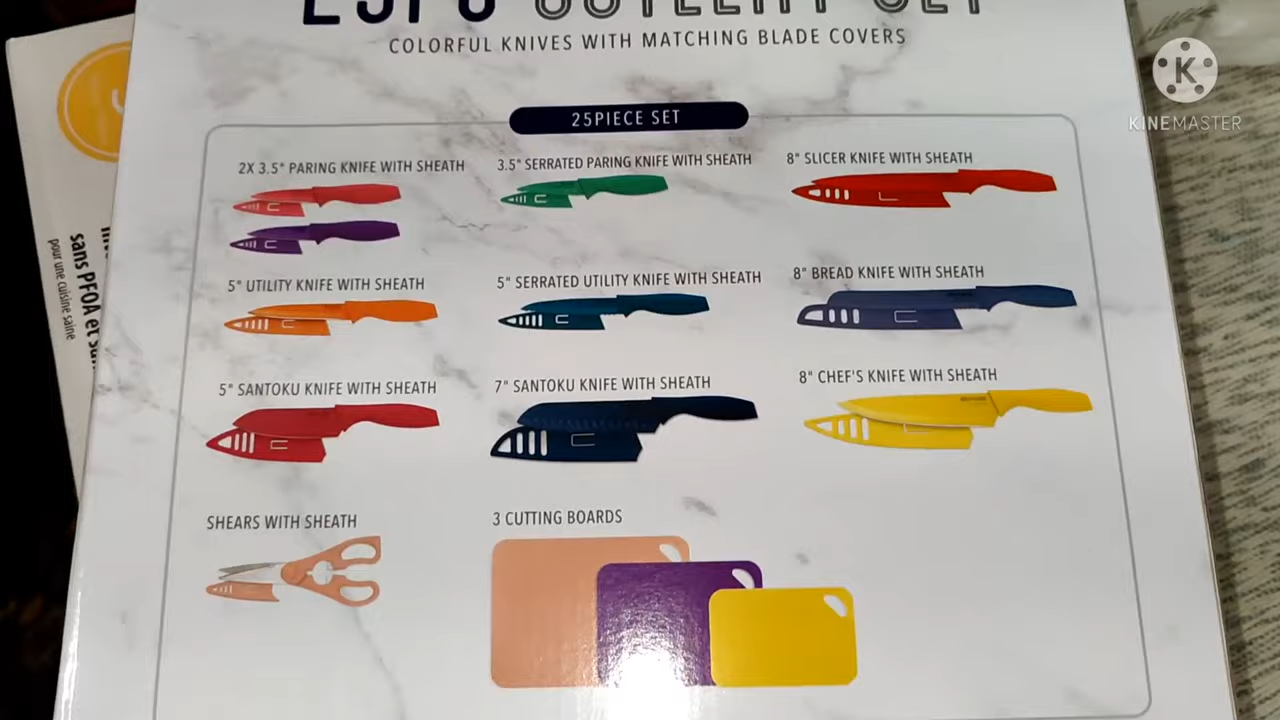 CUTLERY SET
COLORFUL KNIVES WITH MATCHING BLADE COVERS
25PIECE SET
2X 3.5" PARING KNIFE WITH SHEATH
3.5" SERRATED PARING KNIFE WITH SHEATH
8" SLICER KNIFE WITH SHEATH
5" UTILITY KNIFE WITH SHEATH
5" SERRATED UTILITY KNIFE WITH SHEATH
8" BREAD KNIFE WITH SHEATH
5" SANTOKU KNIFE WITH SHEATH
7" SANTOKU KNIFE WITH SHEATH
8" CHEF'S KNIFE WITH SHEATH
SHEARS WITH SHEATH
3 CUTTING BOARDS
sans PFOA et
pour une cuisine saine
K
KINEMASTER